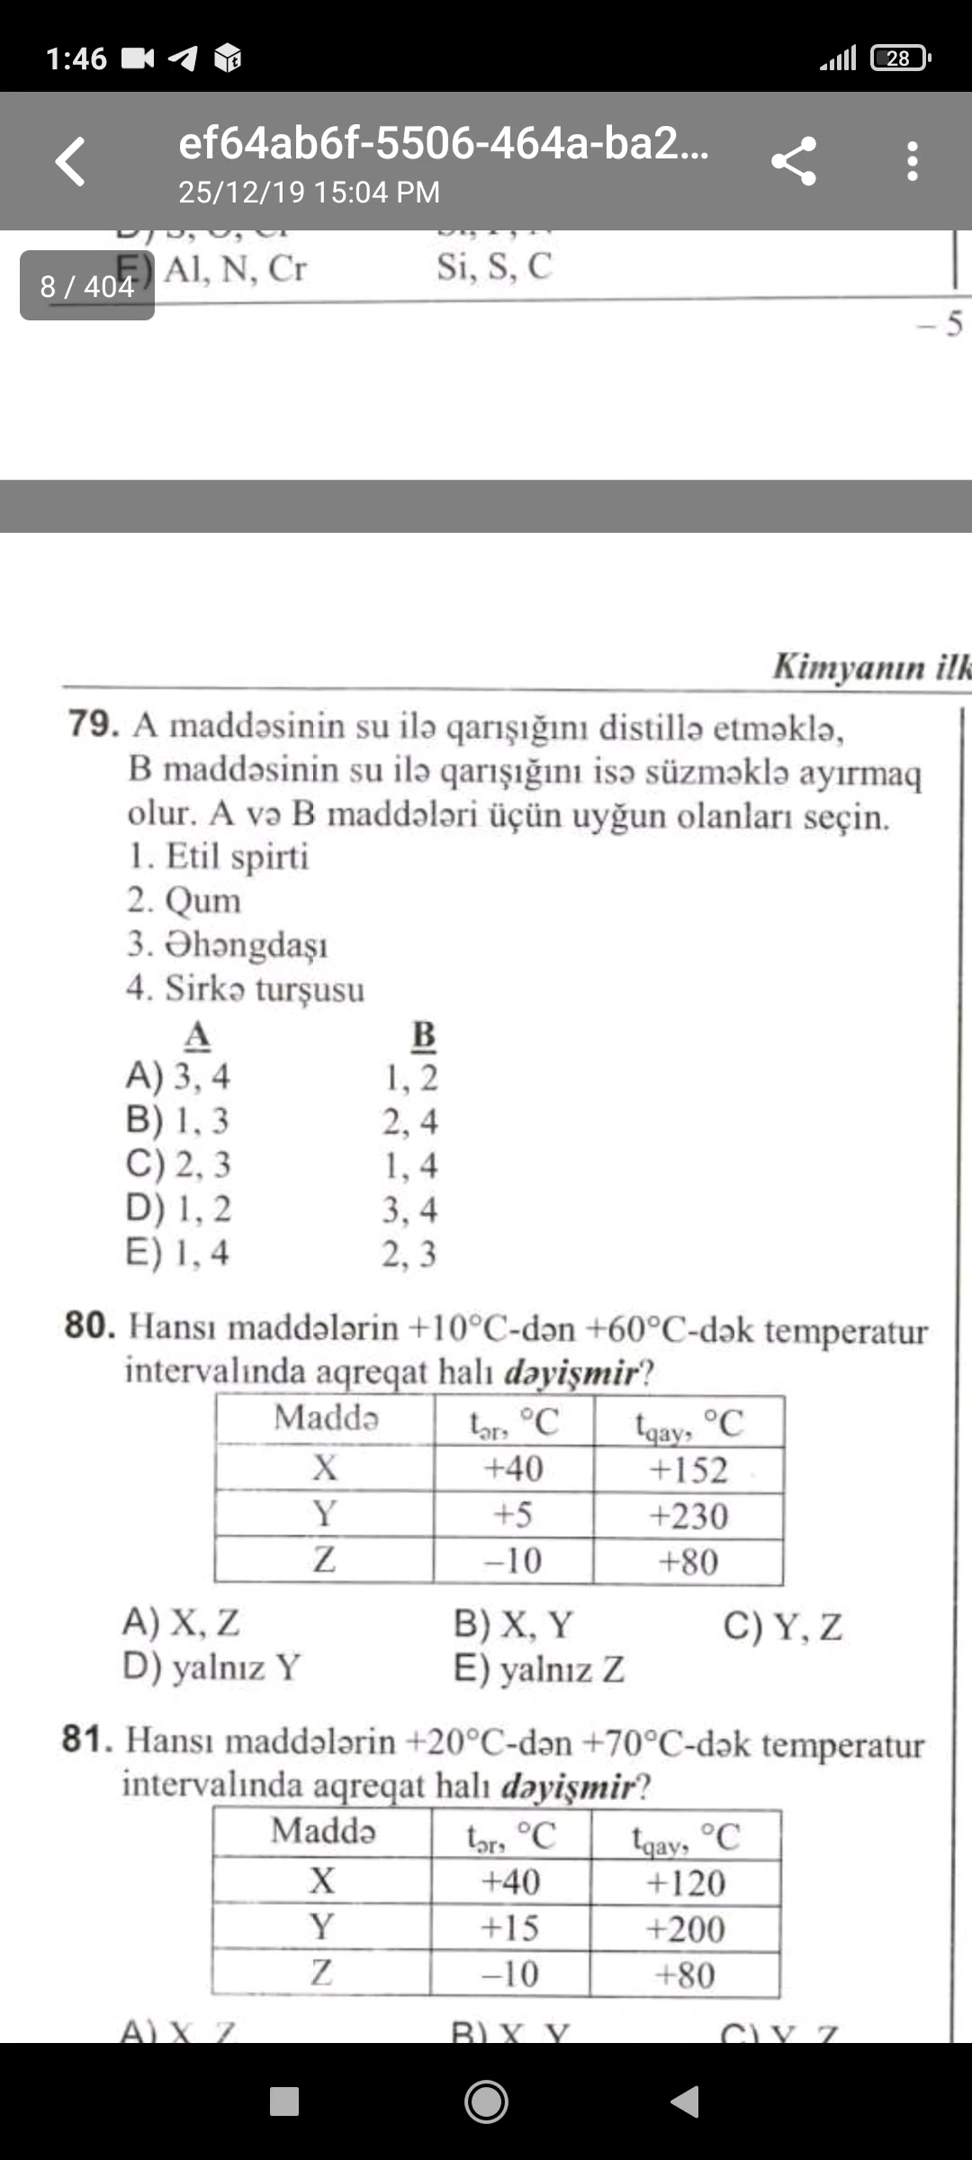 1:46
28
ef64ab6f-5506-464a-ba2...
25/12/19 15:04 PM
8 / 404
E) Al, N, Cr Si, S, C
– 5
Kimyanın ilk
79. A maddəsinin su ilə qarışığını distillə etməklə,
B maddəsinin su ilə qarışığını isə süzməklə ayırmaq
olur. A və B maddələri üçün uyğun olanları seçin.
1. Etil spirti
2. Qum
3. Əhəngdaşı
4. Sirkə turşusu
A B
A) 3, 4 1, 2
B) 1, 3 2, 4
C) 2, 3 1, 4
D) 1, 2 3, 4
E) 1, 4 2, 3
80. Hansı maddələrin +10°C-dən +60°C-dək temperatur
intervalında aqreqat halı dəyişmir?
Maddə tər, °C tqay, °C
X +40 +152
Y +5 +230
Z –10 +80
A) X, Z B) X, Y C) Y, Z
D) yalnız Y E) yalnız Z
81. Hansı maddələrin +20°C-dən +70°C-dək temperatur
intervalında aqreqat halı dəyişmir?
Maddə tər, °C tqay, °C
X +40 +120
Y +15 +200
Z –10 +80
A) X, Z B) X, Y C) Y, Z